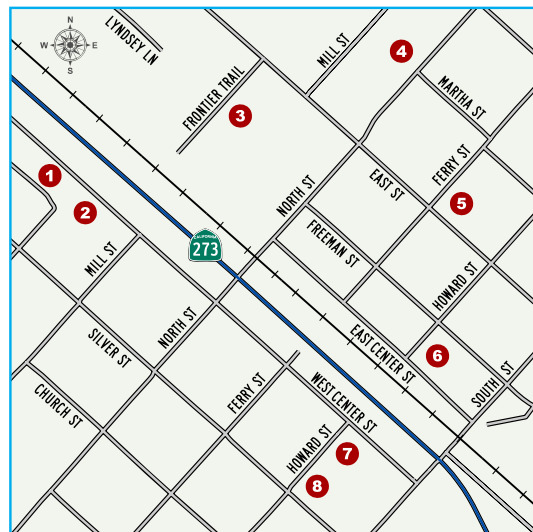 N
W E
S
LYNDSEY LN
MILL ST
4
FRONTIER TRAIL
3
MARTHA ST
FERRY ST
EAST ST
5
1
2
NORTH ST
FREEMAN ST
CALIFORNIA
273
MILL ST
HOWARD ST
NORTH ST
SILVER ST
EAST CENTER ST
6
SOUTH ST
CHURCH ST
FERRY ST
WEST CENTER ST
HOWARD ST
7
8